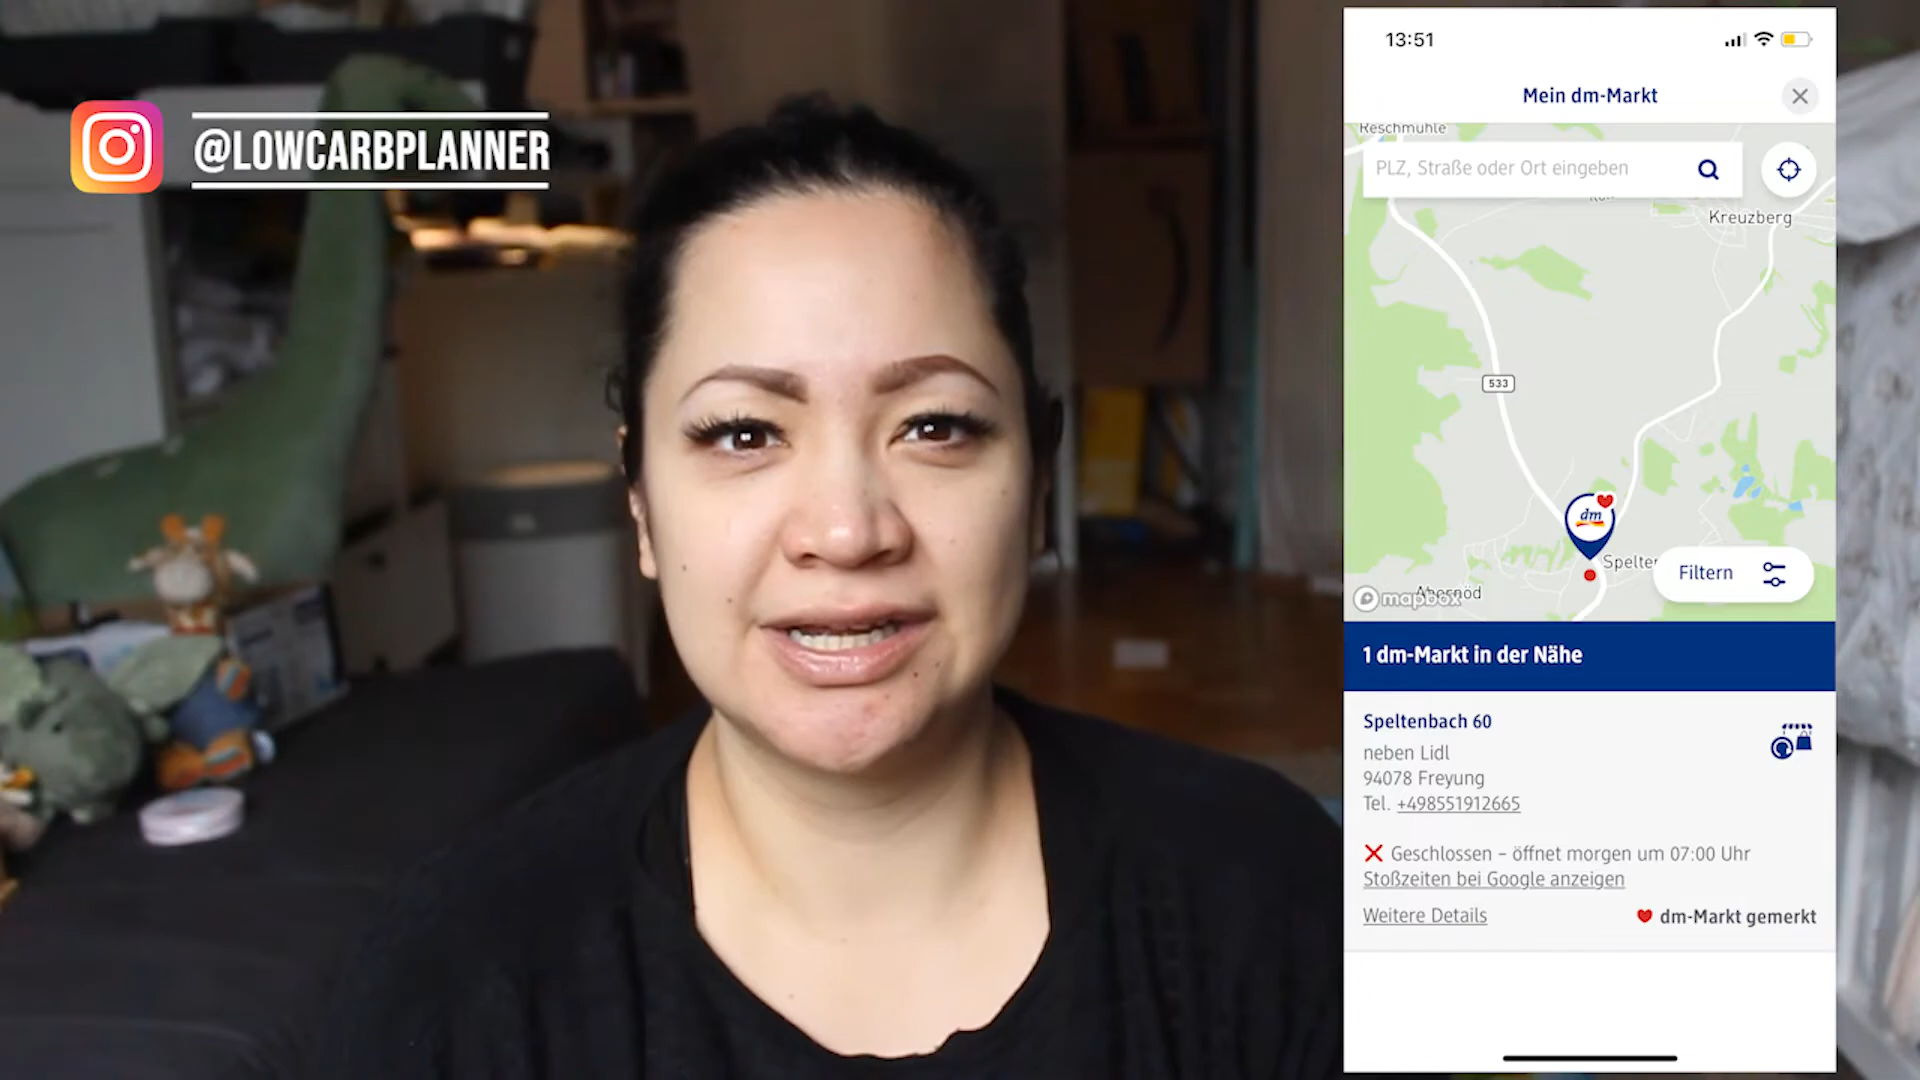 @LOWCARBPLANNER
13:51
Mein dm-Markt
Reschmühle
PLZ, Straße oder Ort eingeben
Kreuzberg
533
dm
Filtern
mapbox
1 dm-Markt in der Nähe
Speltenbach 60
neben Lidl
94078 Freyung
Tel. +498551912665
Geschlossen – öffnet morgen um 07:00 Uhr
Stoßzeiten bei Google anzeigen
Weitere Details
dm-Markt gemerkt